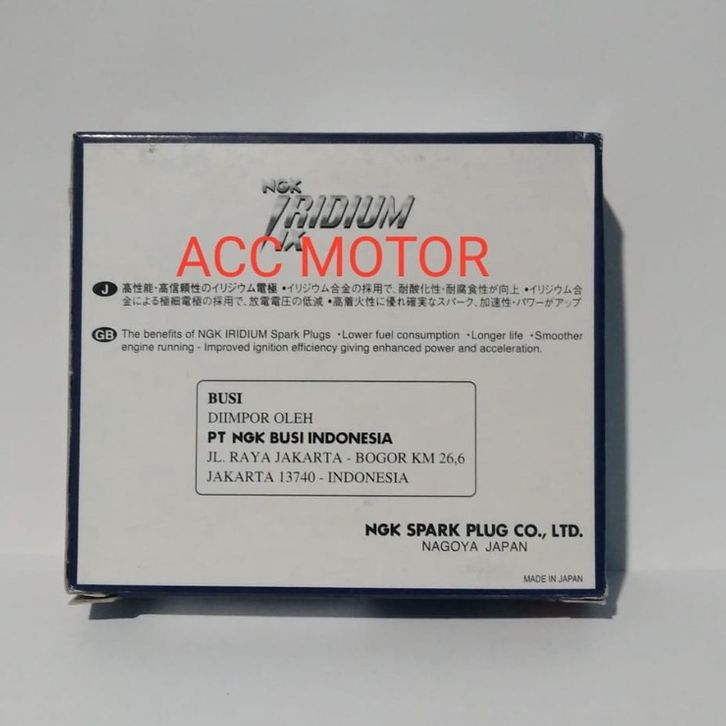 NGK
IRIDIUM
IX
ACC MOTOR
J 高性能・高信頼性のイリジウム電極 •イリジウム合金の採用で、耐酸化性・耐腐食性が向上 •イリジウム合
金による極細電極の採用で、放電電圧の低減 •高着火性に優れ確実なスパーク、加速性・パワーがアップ
GB The benefits of NGK IRIDIUM Spark Plugs •Lower fuel consumption •Longer life •Smoother
engine running - Improved ignition efficiency giving enhanced power and acceleration.
BUSI
DIIMPOR OLEH
PT NGK BUSI INDONESIA
JL. RAYA JAKARTA - BOGOR KM 26,6
JAKARTA 13740 - INDONESIA
NGK SPARK PLUG CO., LTD.
NAGOYA JAPAN
MADE IN JAPAN